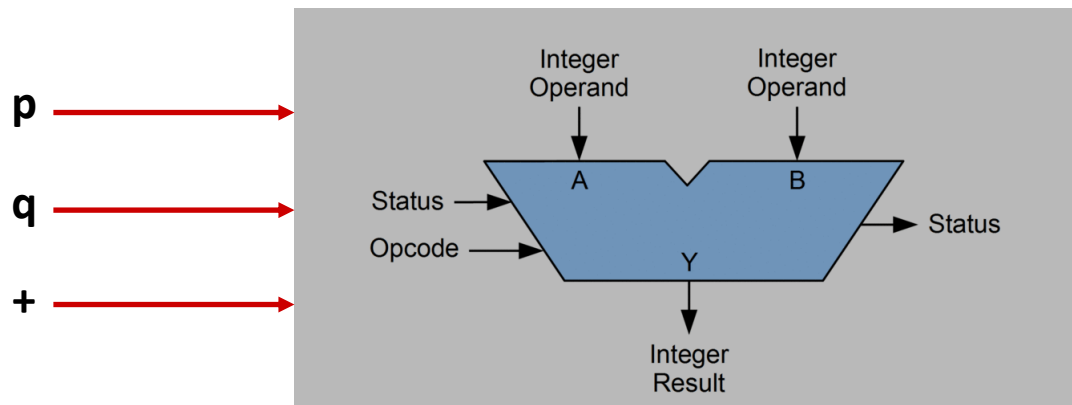 p
q
+
Integer
Operand
Integer
Operand
A
B
Status
Opcode
Status
Y
Integer
Result